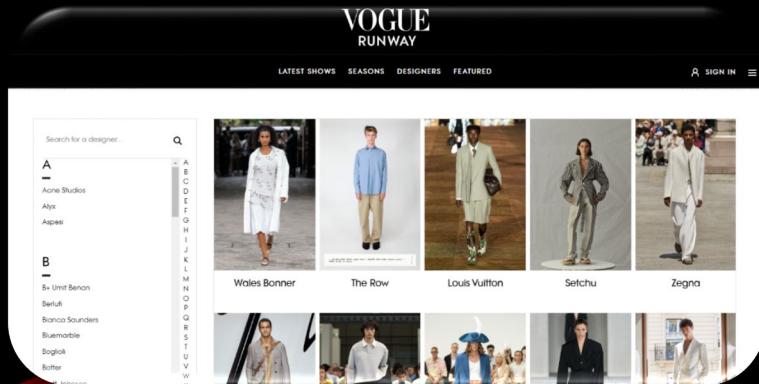 VOGUE
RUNWAY
LATEST SHOWS SEASONS DESIGNERS FEATURED
SIGN IN
Search for a designer...
A
Acne Studios
Alyx
Aspesi
B
B+ Umit Benan
Berluti
Bianca Saunders
Bluemarble
Boglioli
Botter
A
B
C
D
E
F
G
H
I
J
K
L
M
N
O
P
Q
R
S
T
U
V
W
Wales Bonner
The Row
Louis Vuitton
Setchu
Zegna